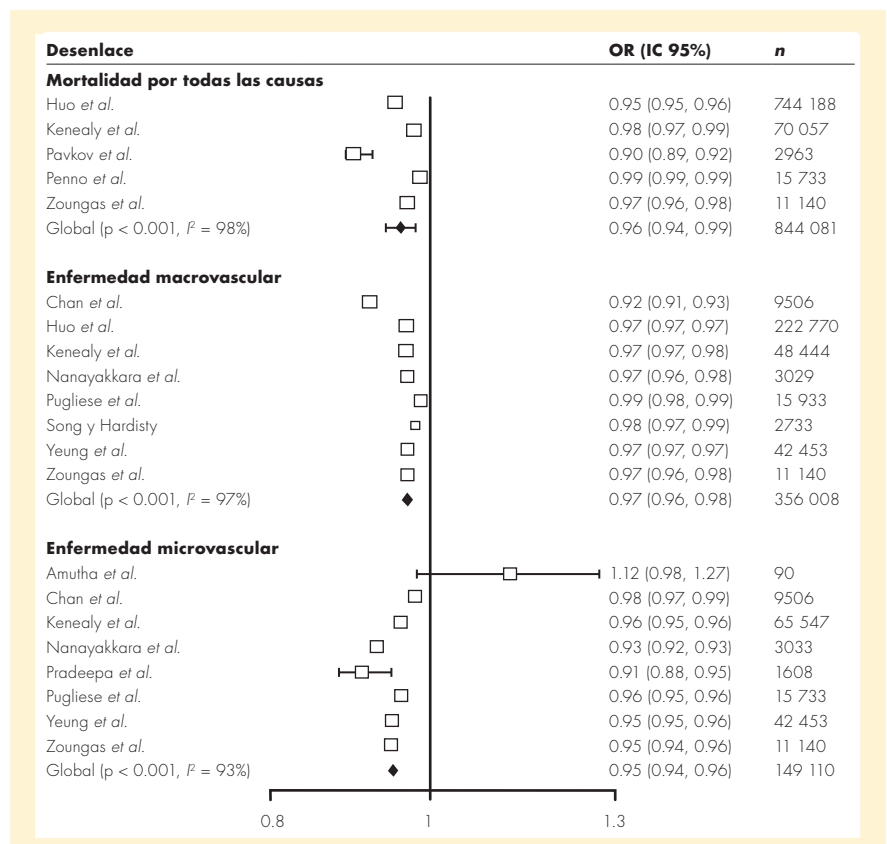 Desenlace OR (IC 95%) n
Mortalidad por todas las causas
Huo et al. 0.95 (0.95, 0.96) 744 188
Kenealy et al. 0.98 (0.97, 0.99) 70 057
Pavkov et al. 0.90 (0.89, 0.92) 2963
Penno et al. 0.99 (0.99, 0.99) 15 733
Zoungas et al. 0.97 (0.96, 0.98) 11 140
Global (p < 0.001, I² = 98%) 0.96 (0.94, 0.99) 844 081
Enfermedad macrovascular
Chan et al. 0.92 (0.91, 0.93) 9506
Huo et al. 0.97 (0.97, 0.97) 222 770
Kenealy et al. 0.97 (0.97, 0.98) 48 444
Nanayakkara et al. 0.97 (0.96, 0.98) 3029
Pugliese et al. 0.99 (0.98, 0.99) 15 933
Song y Hardisty 0.98 (0.97, 0.99) 2733
Yeung et al. 0.97 (0.97, 0.97) 42 453
Zoungas et al. 0.97 (0.96, 0.98) 11 140
Global (p < 0.001, I² = 97%) 0.97 (0.96, 0.98) 356 008
Enfermedad microvascular
Amutha et al. 1.12 (0.98, 1.27) 90
Chan et al. 0.98 (0.97, 0.99) 9506
Kenealy et al. 0.96 (0.95, 0.96) 65 547
Nanayakkara et al. 0.93 (0.92, 0.93) 3033
Pradeepa et al. 0.91 (0.88, 0.95) 1608
Pugliese et al. 0.96 (0.95, 0.96) 15 733
Yeung et al. 0.95 (0.95, 0.96) 42 453
Zoungas et al. 0.95 (0.94, 0.96) 11 140
Global (p < 0.001, I² = 93%) 0.95 (0.94, 0.96) 149 110
0.8 1 1.3